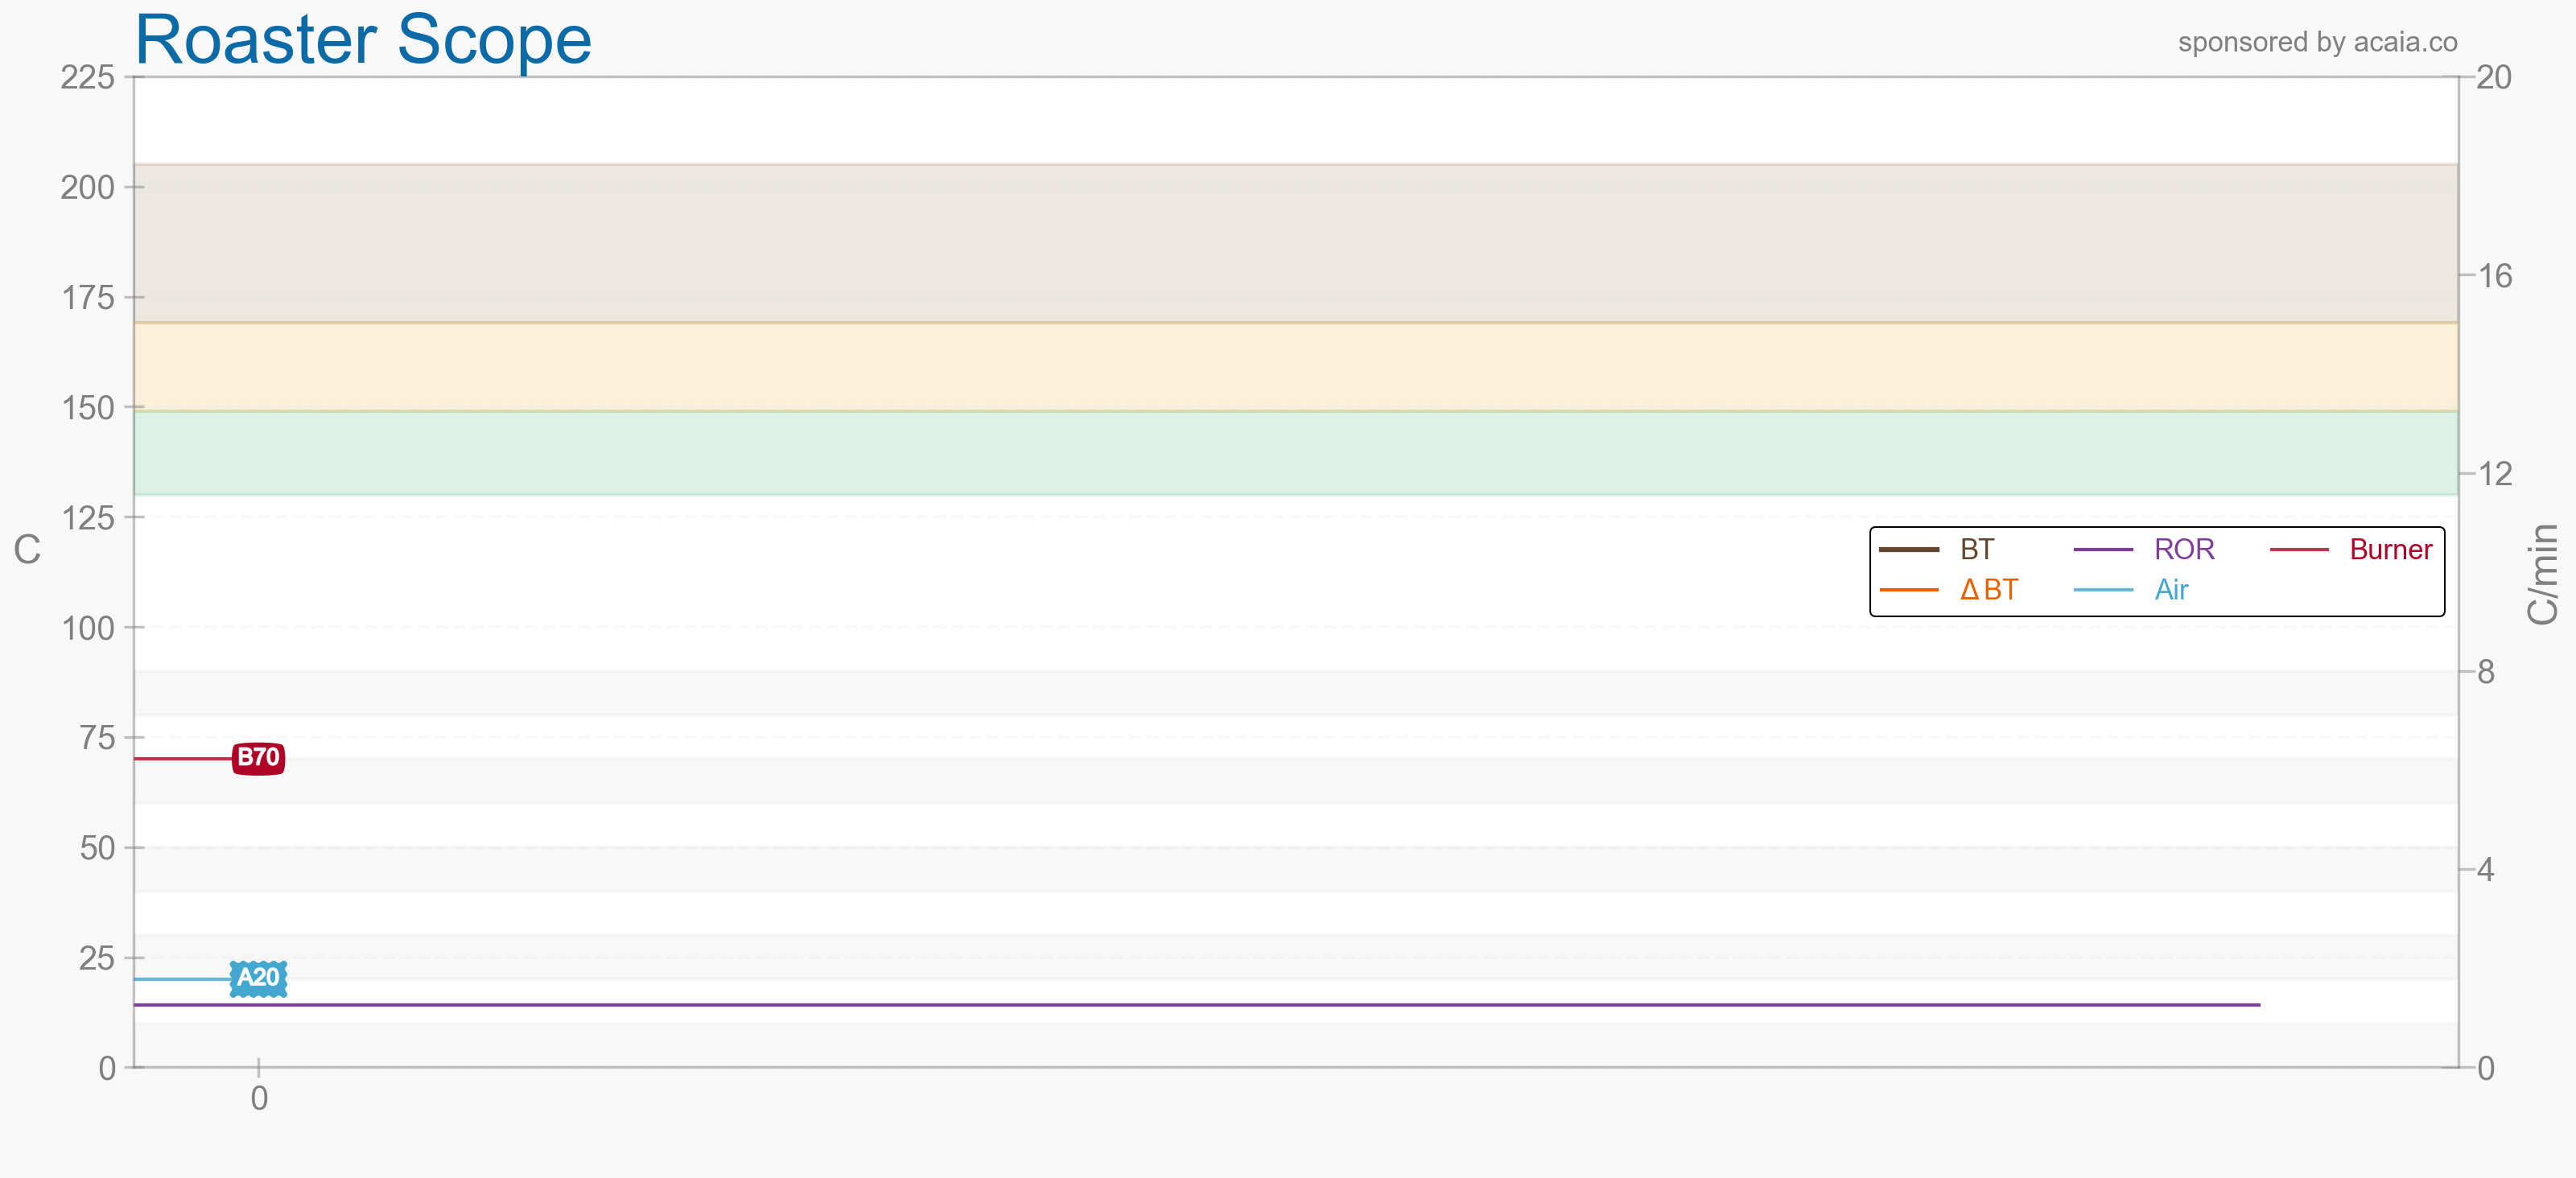 Roaster Scope
sponsored by acaia.co
225
200
175
150
125
100
75
50
25
0
C
20
16
12
8
4
0
C/min
BT
ROR
Burner
Δ BT
Air
B70
A20
0